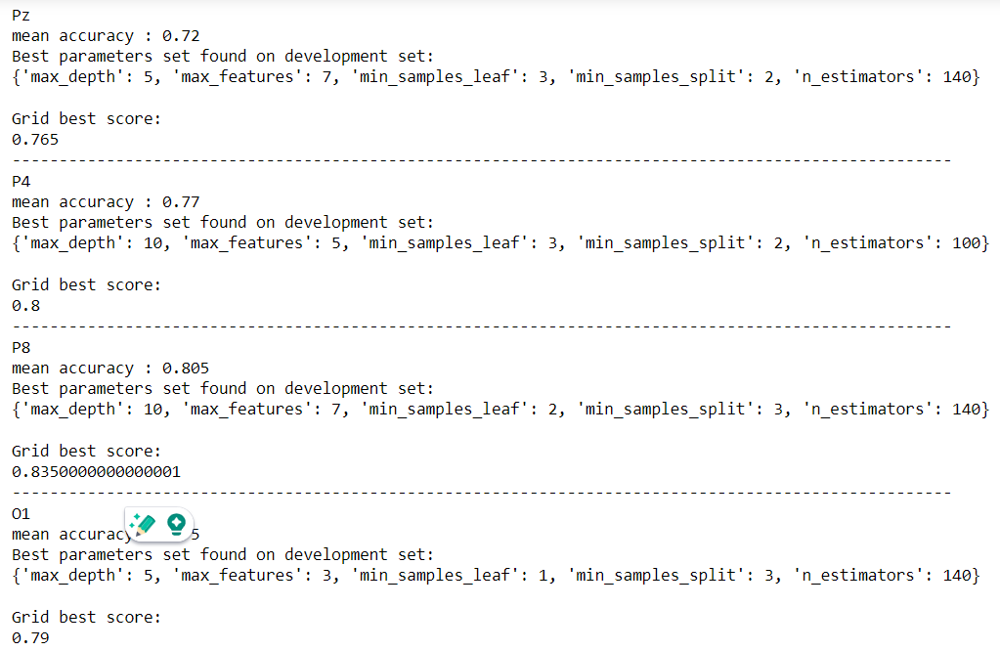 Pz
mean accuracy : 0.72
Best parameters set found on development set:
{'max_depth': 5, 'max_features': 7, 'min_samples_leaf': 3, 'min_samples_split': 2, 'n_estimators': 140}
Grid best score:
0.765
----------------------------------------------------------------------------------------------------
P4
mean accuracy : 0.77
Best parameters set found on development set:
{'max_depth': 10, 'max_features': 5, 'min_samples_leaf': 3, 'min_samples_split': 2, 'n_estimators': 100}
Grid best score:
0.8
----------------------------------------------------------------------------------------------------
P8
mean accuracy : 0.805
Best parameters set found on development set:
{'max_depth': 10, 'max_features': 7, 'min_samples_leaf': 2, 'min_samples_split': 3, 'n_estimators': 140}
Grid best score:
0.8350000000000001
----------------------------------------------------------------------------------------------------
O1
mean accuracy 5
Best parameters set found on development set:
{'max_depth': 5, 'max_features': 3, 'min_samples_leaf': 1, 'min_samples_split': 3, 'n_estimators': 140}
Grid best score:
0.79